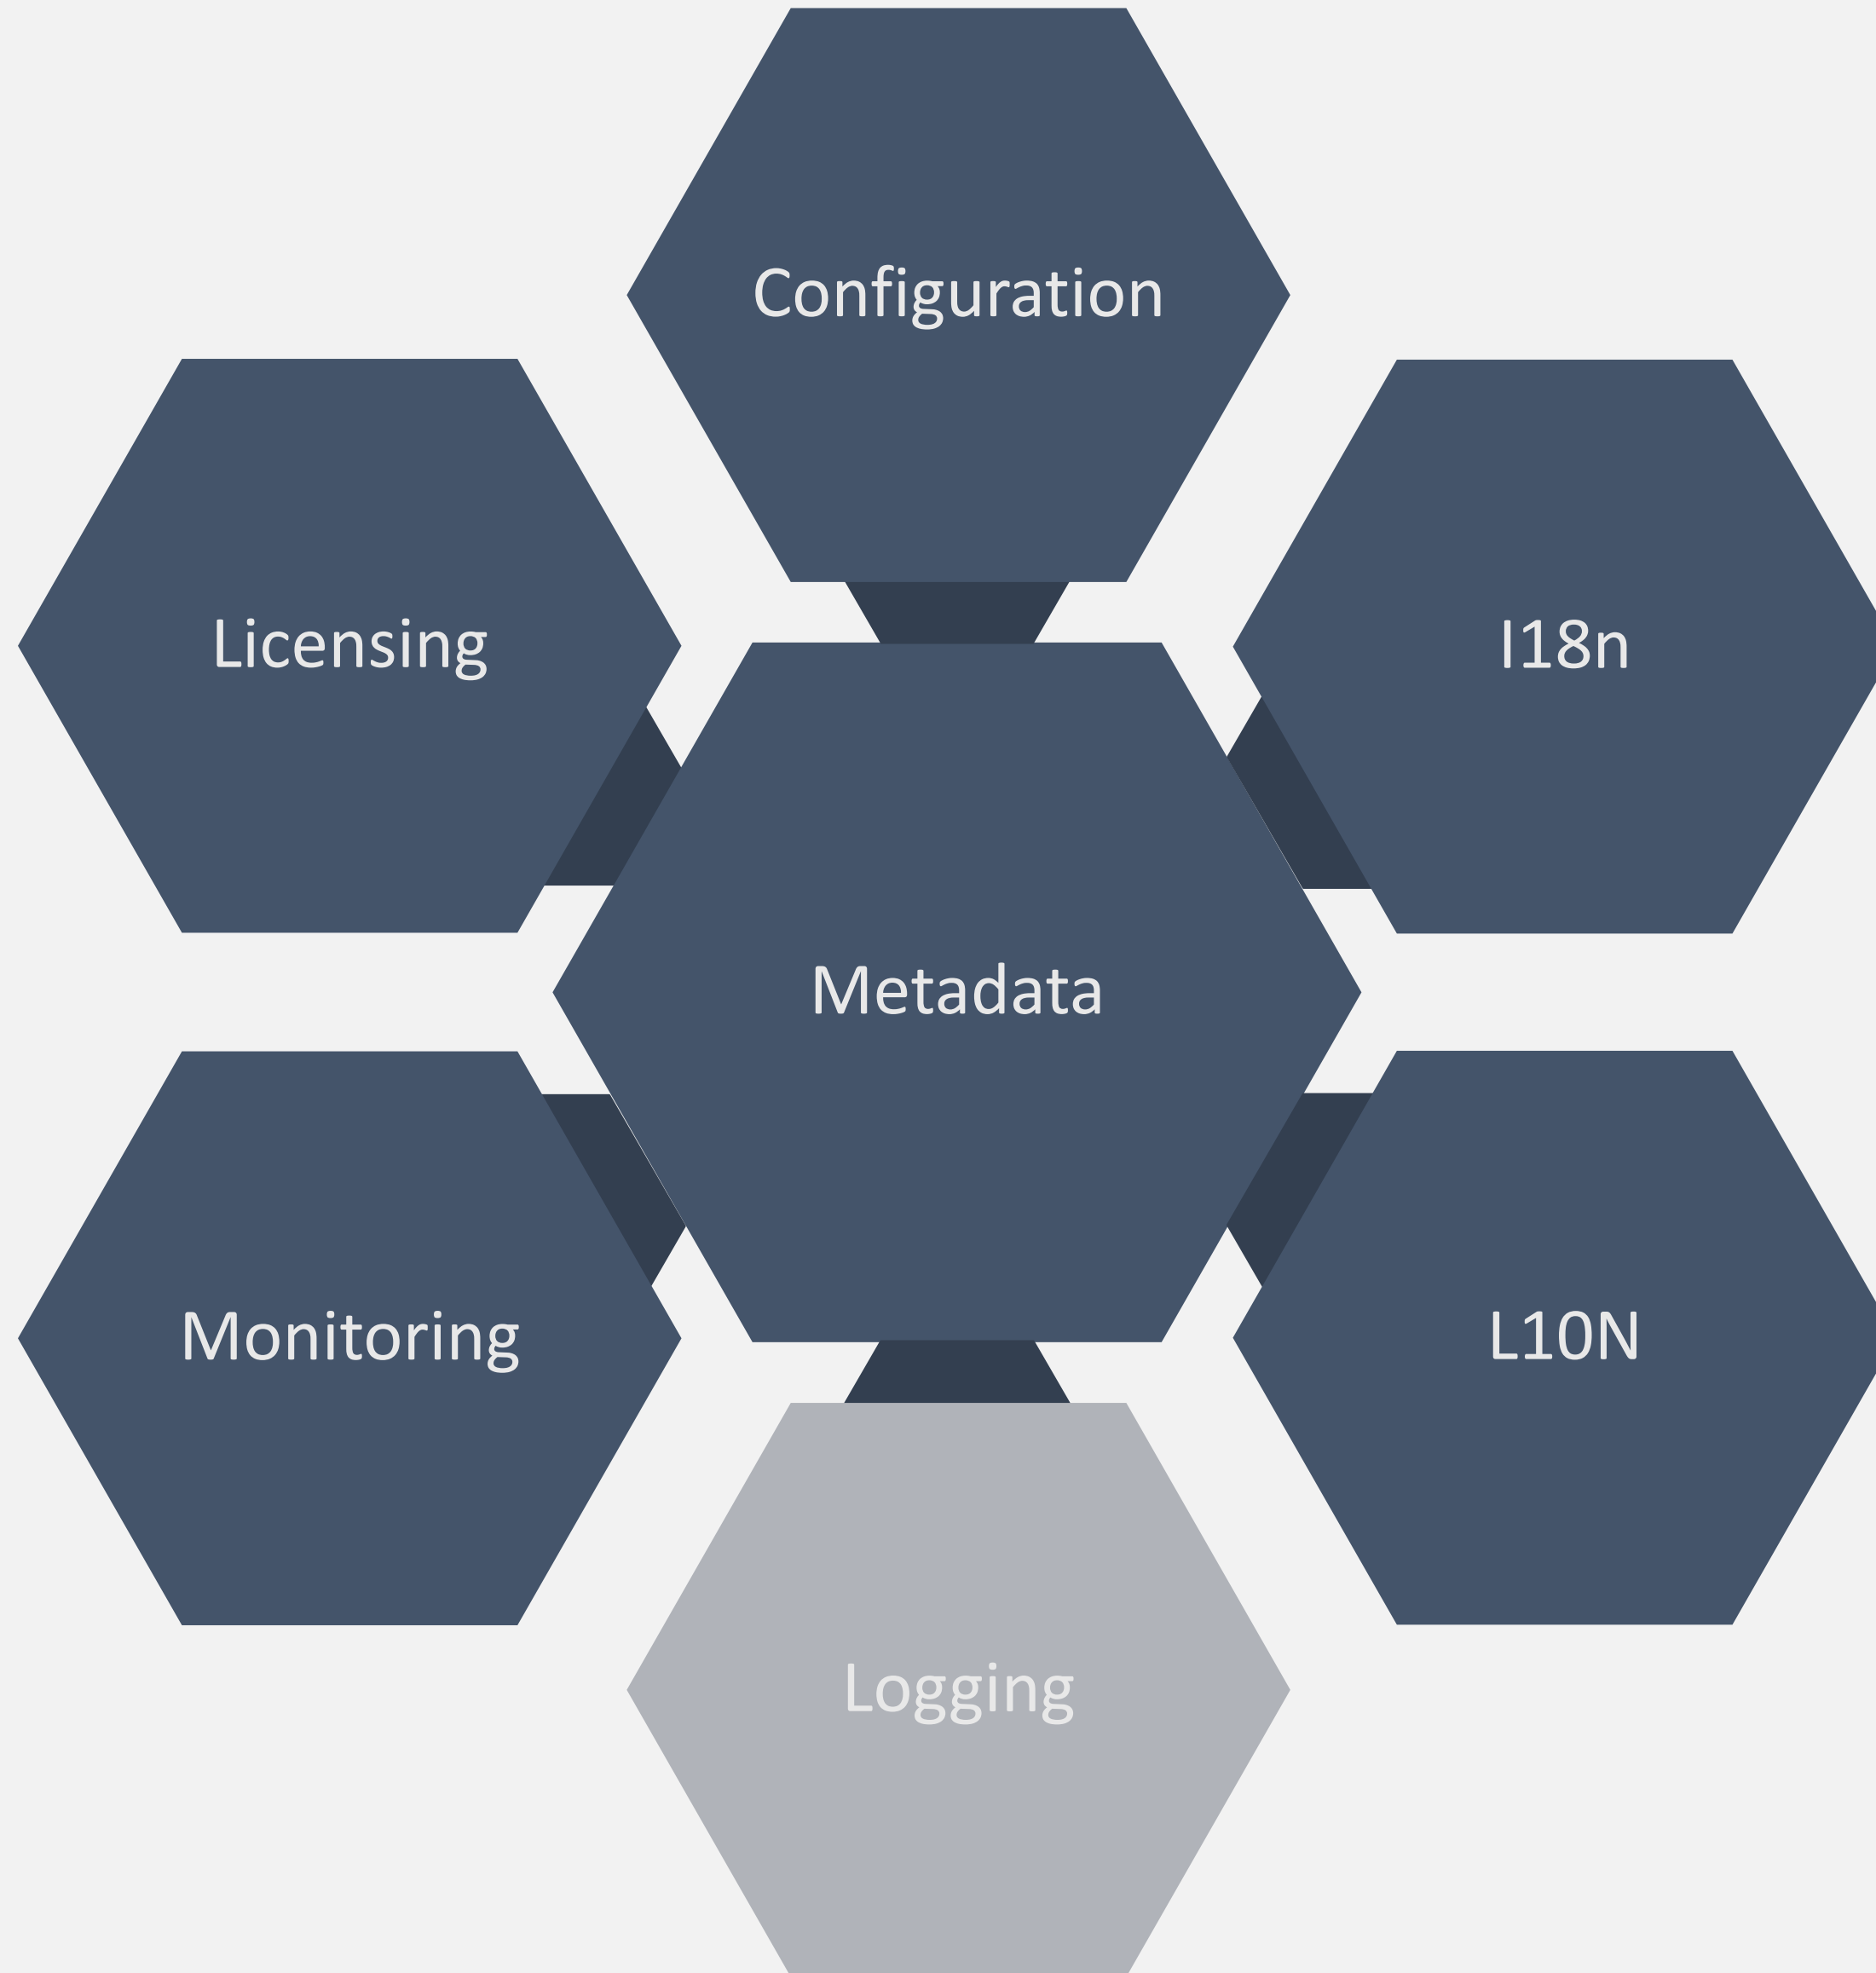 Configuration
Licensing
I18n
Metadata
Monitoring
L10N
Logging